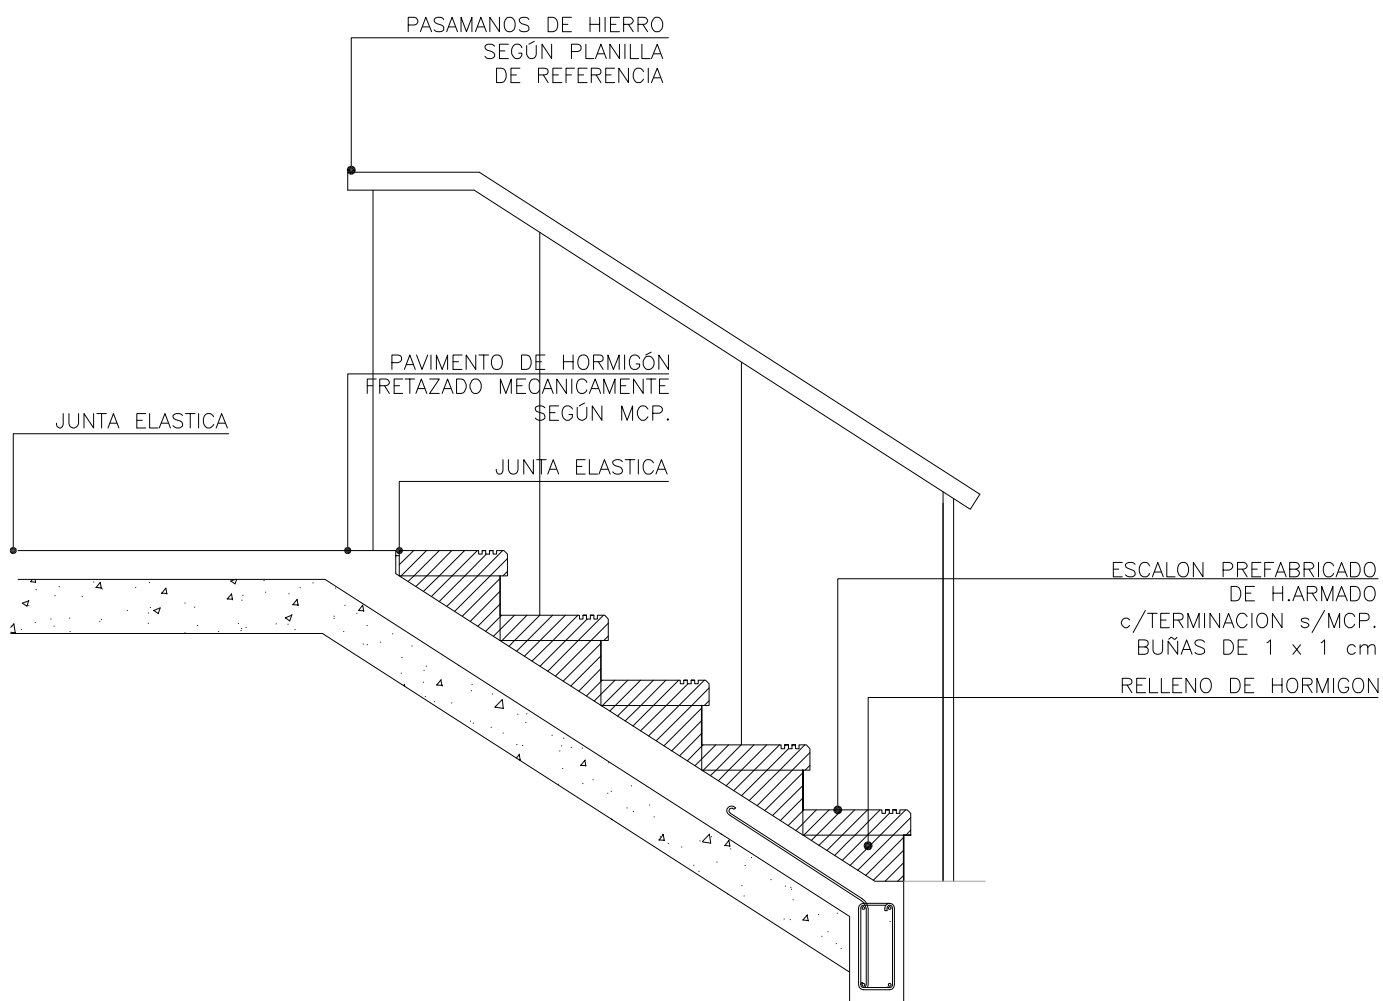 PASAMANOS DE HIERRO
SEGÚN PLANILLA
DE REFERENCIA
PAVIMENTO DE HORMIGÓN
FRETAZADO MECANICAMENTE
SEGÚN MCP.
JUNTA ELASTICA
JUNTA ELASTICA
ESCALON PREFABRICADO
DE H.ARMADO
c/TERMINACION s/MCP.
BUÑAS DE 1 x 1 cm
RELLENO DE HORMIGON